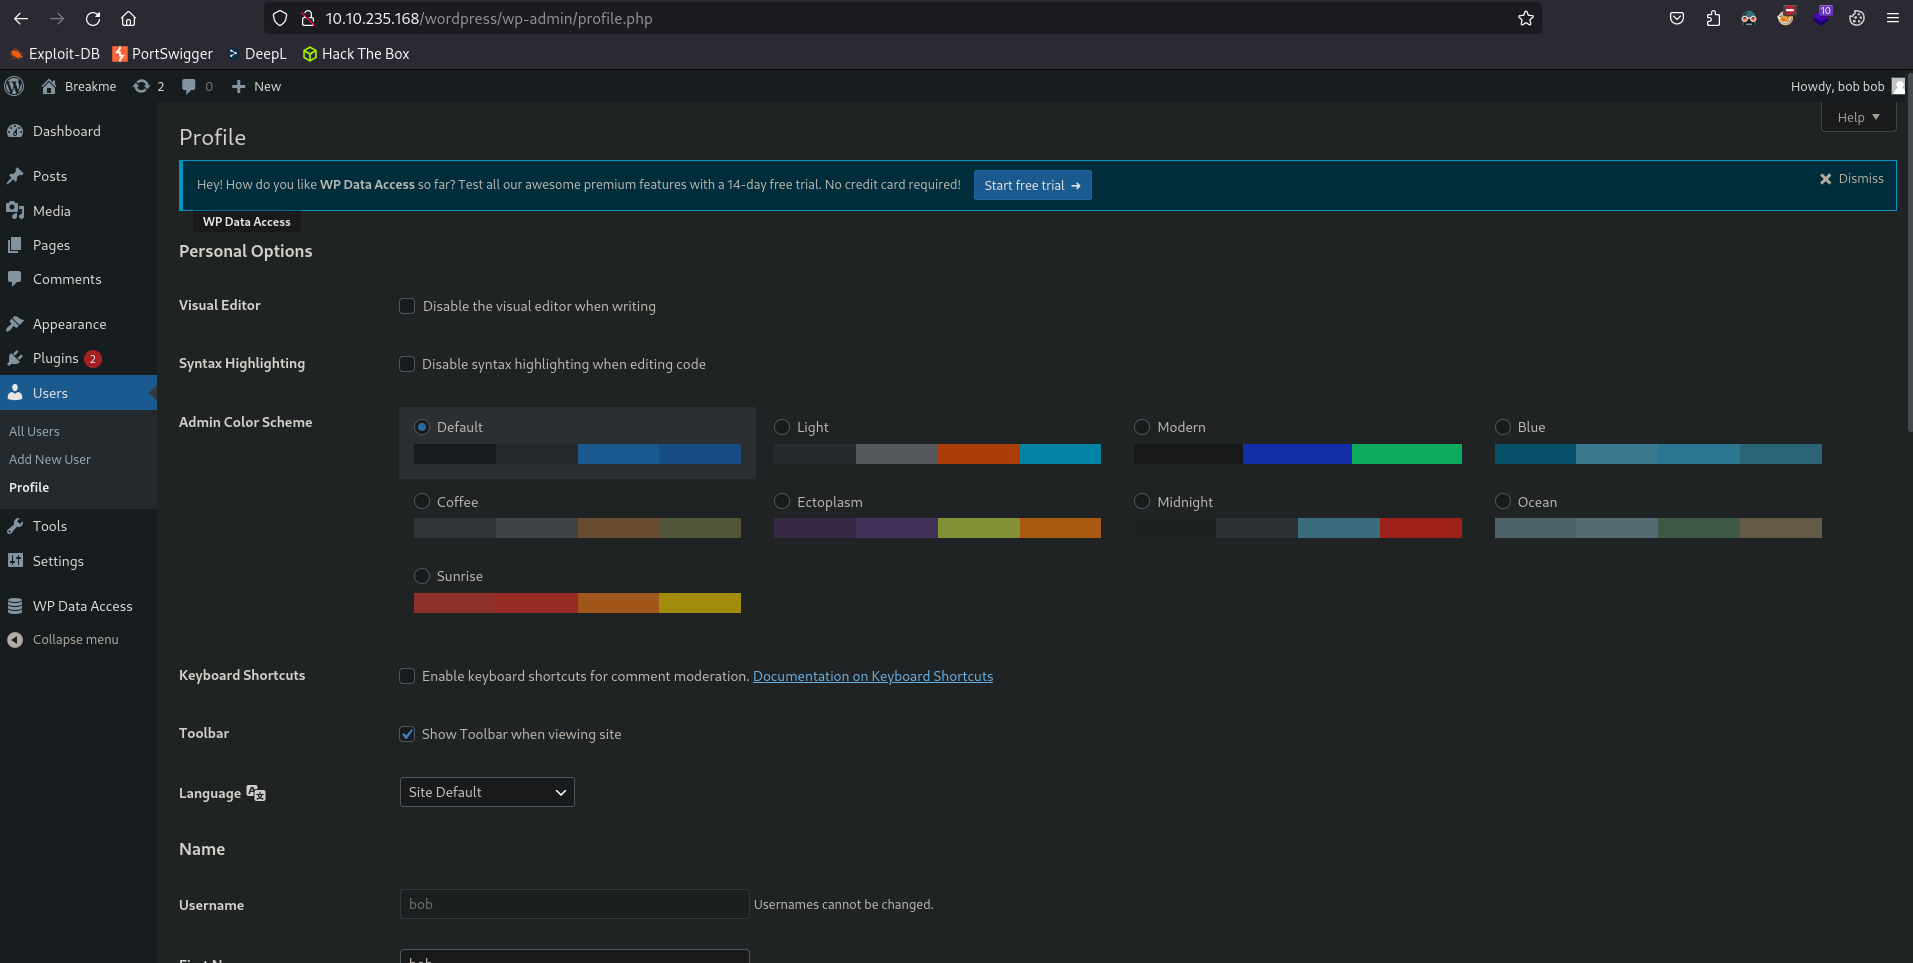 10.10.235.168/wordpress/wp-admin/profile.php
10
Exploit-DB PortSwigger DeepL Hack The Box
Breakme 2 0 New Howdy, bob bob
Help
Dashboard
Posts
Media
Pages
Comments
Appearance
Plugins 2
Users
All Users
Add New User
Profile
Tools
Settings
WP Data Access
Collapse menu
Profile
Hey! How do you like WP Data Access so far? Test all our awesome premium features with a 14-day free trial. No credit card required! Start free trial → Dismiss
WP Data Access
Personal Options
Visual Editor Disable the visual editor when writing
Syntax Highlighting Disable syntax highlighting when editing code
Admin Color Scheme Default Light Modern Blue
Coffee Ectoplasm Midnight Ocean
Sunrise
Keyboard Shortcuts Enable keyboard shortcuts for comment moderation. Documentation on Keyboard Shortcuts
Toolbar Show Toolbar when viewing site
Language Site Default
Name
Username bob Usernames cannot be changed.